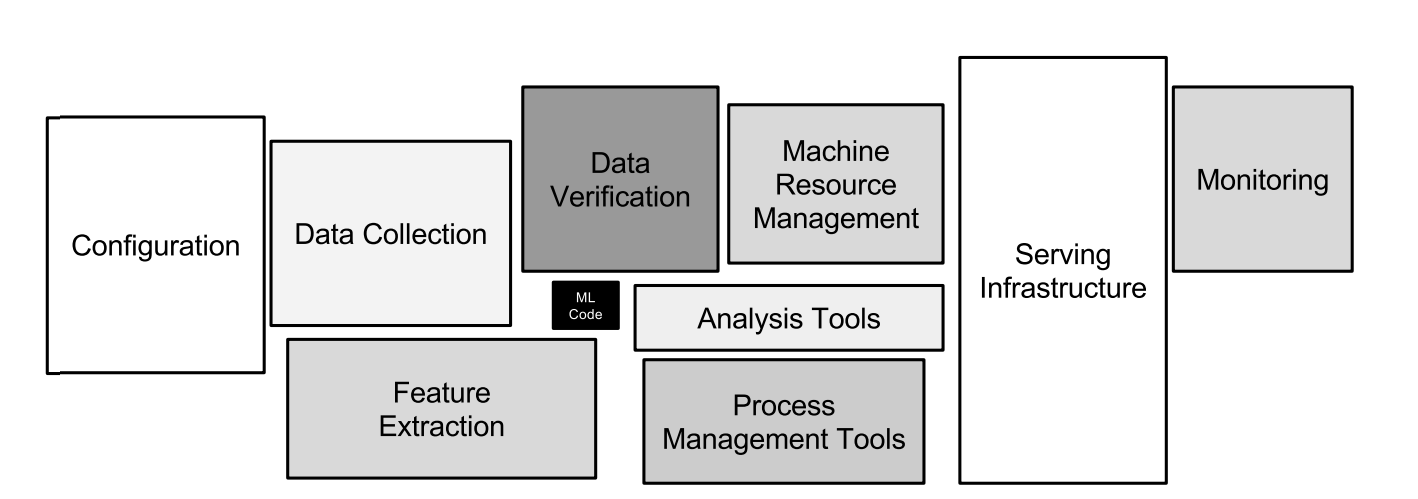 Configuration
Data Collection
Feature
Extraction
Data
Verification
ML
Code
Machine
Resource
Management
Analysis Tools
Process
Management Tools
Serving
Infrastructure
Monitoring